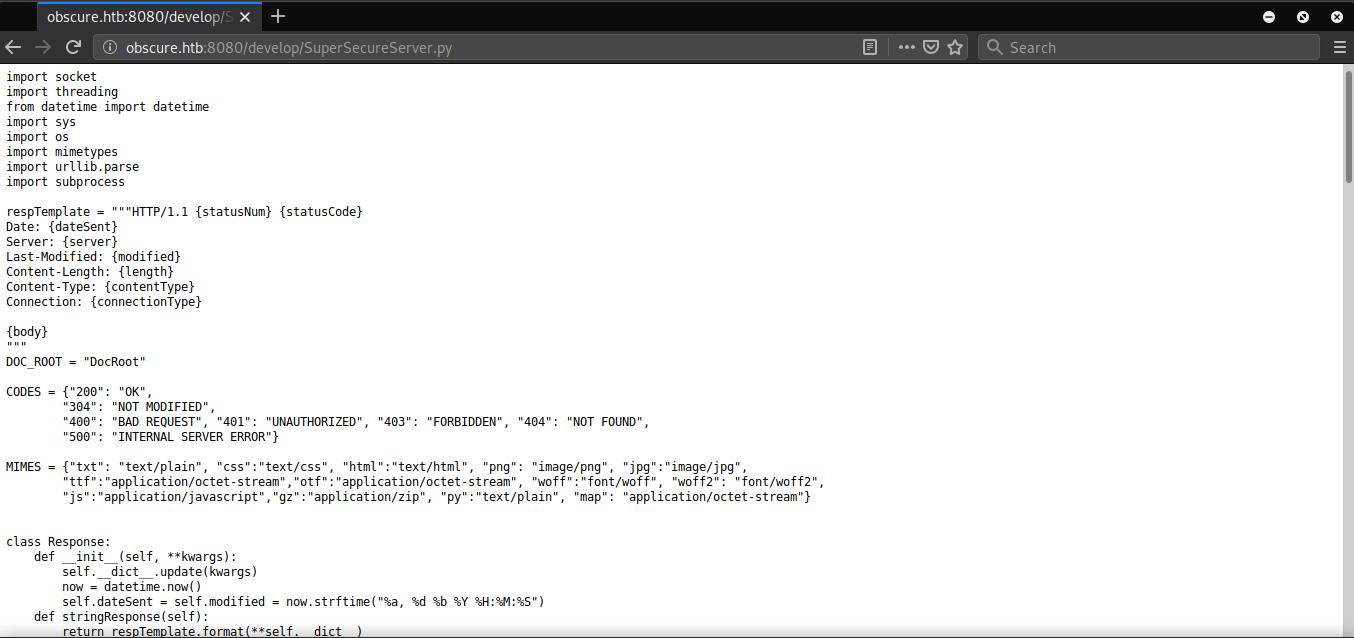 obscure.htb:8080/develop/S
obscure.htb:8080/develop/SuperSecureServer.py
Search
import socket
import threading
from datetime import datetime
import sys
import os
import mimetypes
import urllib.parse
import subprocess
respTemplate = """HTTP/1.1 {statusNum} {statusCode}
Date: {dateSent}
Server: {server}
Last-Modified: {modified}
Content-Length: {length}
Content-Type: {contentType}
Connection: {connectionType}
{body}
"""
DOC_ROOT = "DocRoot"
CODES = {"200": "OK",
        "304": "NOT MODIFIED",
        "400": "BAD REQUEST", "401": "UNAUTHORIZED", "403": "FORBIDDEN", "404": "NOT FOUND",
        "500": "INTERNAL SERVER ERROR"}
MIMES = {"txt": "text/plain", "css":"text/css", "html":"text/html", "png": "image/png", "jpg":"image/jpg",
        "ttf":"application/octet-stream","otf":"application/octet-stream", "woff":"font/woff", "woff2": "font/woff2",
        "js":"application/javascript","gz":"application/zip", "py":"text/plain", "map": "application/octet-stream"}
class Response:
    def __init__(self, **kwargs):
        self.__dict__.update(kwargs)
        now = datetime.now()
        self.dateSent = self.modified = now.strftime("%a, %d %b %Y %H:%M:%S")
    def stringResponse(self):
        return respTemplate.format(**self.__dict__)